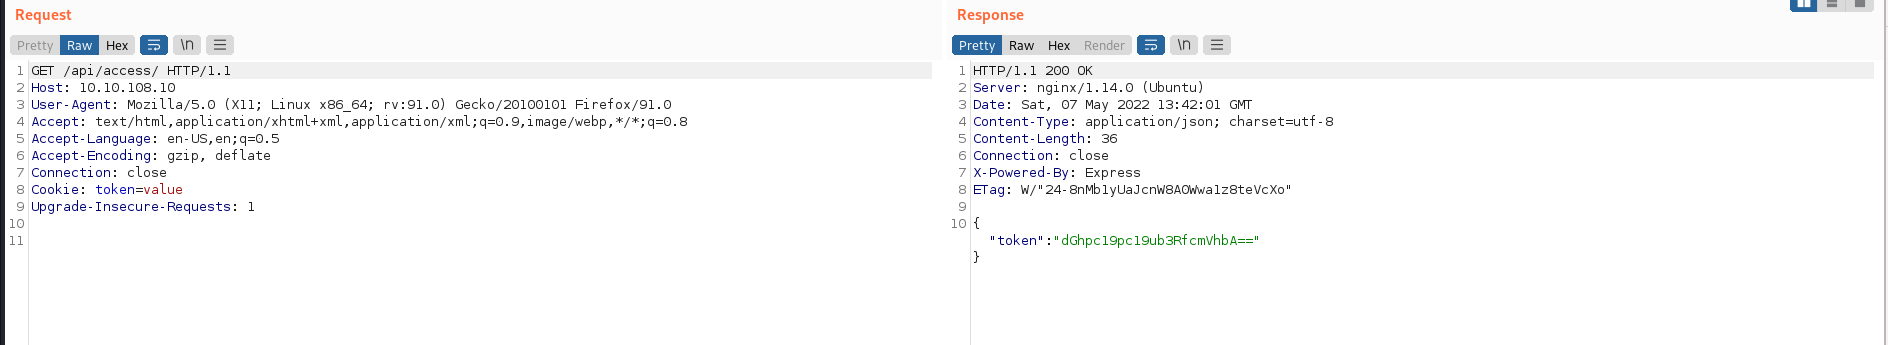 Request
Pretty Raw Hex \n
1 GET /api/access/ HTTP/1.1
2 Host: 10.10.108.10
3 User-Agent: Mozilla/5.0 (X11; Linux x86_64; rv:91.0) Gecko/20100101 Firefox/91.0
4 Accept: text/html,application/xhtml+xml,application/xml;q=0.9,image/webp,*/*;q=0.8
5 Accept-Language: en-US,en;q=0.5
6 Accept-Encoding: gzip, deflate
7 Connection: close
8 Cookie: token=value
9 Upgrade-Insecure-Requests: 1
10
11
Response
Pretty Raw Hex Render \n
1 HTTP/1.1 200 OK
2 Server: nginx/1.14.0 (Ubuntu)
3 Date: Sat, 07 May 2022 13:42:01 GMT
4 Content-Type: application/json; charset=utf-8
5 Content-Length: 36
6 Connection: close
7 X-Powered-By: Express
8 ETag: W/"24-8nMb1yUaJcnW8AOWwa1z8teVcXo"
9
10 {
"token":"dGhpc19pc19ub3RfcmVhbA=="
}